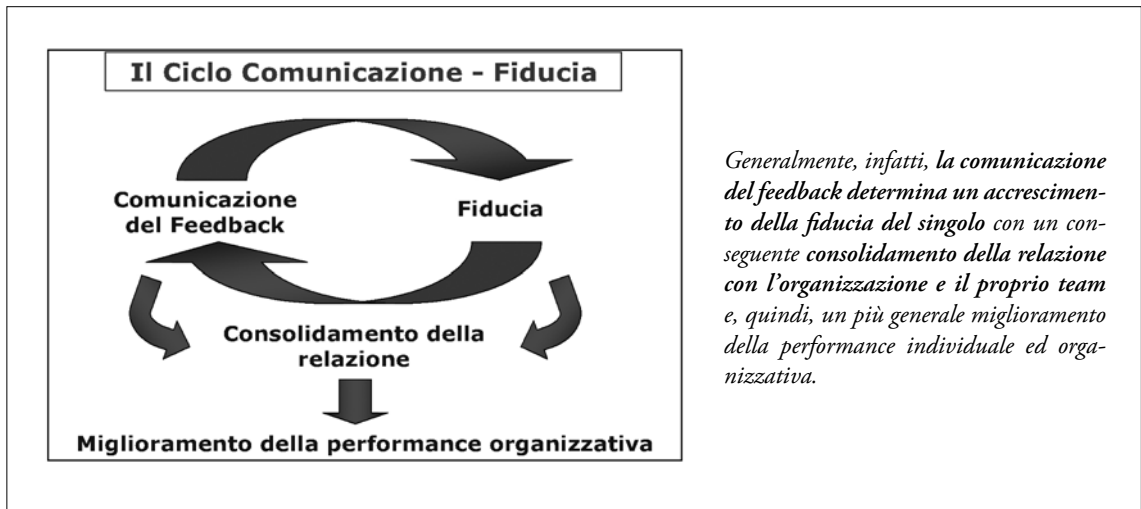 Il Ciclo Comunicazione - Fiducia
Comunicazione
del Feedback
Fiducia
Consolidamento della
relazione
Miglioramento della performance organizzativa
Generalmente, infatti, la comunicazione
del feedback determina un accrescimen-
to della fiducia del singolo con un con-
seguente consolidamento della relazione
con l'organizzazione e il proprio team
e, quindi, un più generale miglioramento
della performance individuale ed orga-
nizzativa.